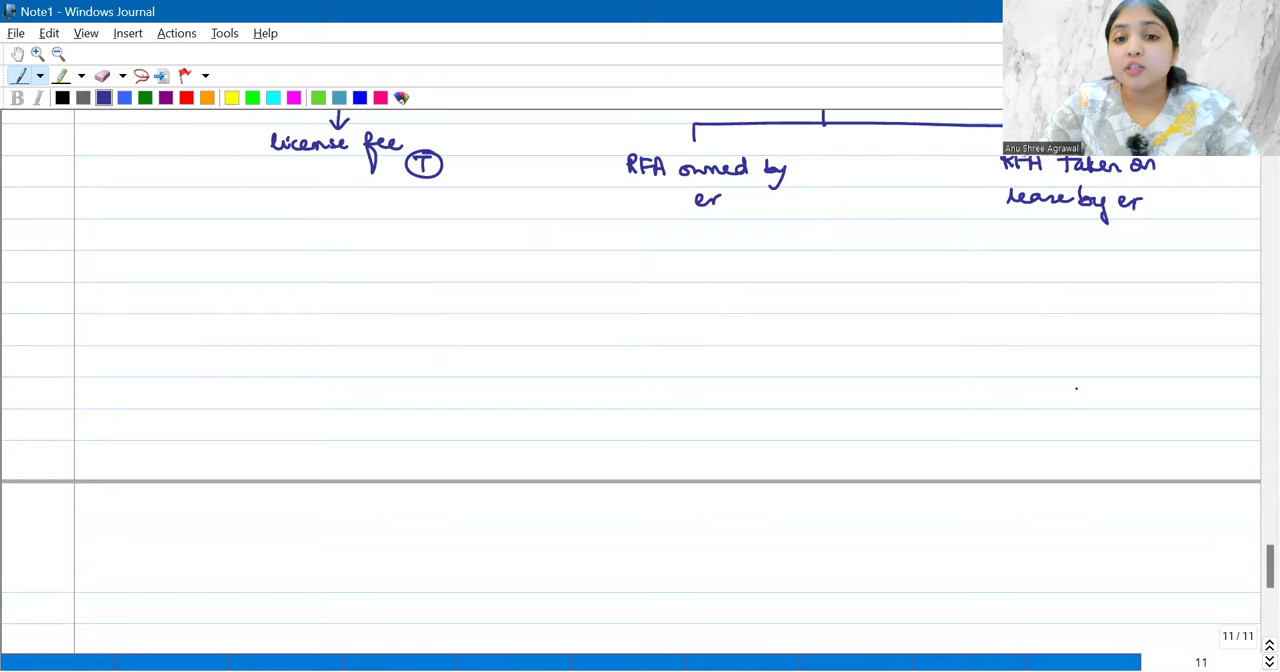 Note1 - Windows Journal
File Edit View Insert Actions Tools Help
B I
Anu Shree Agrawal
License fee
T
RFA owned by
er
RFA Taken on
lease by er
11 / 11
11